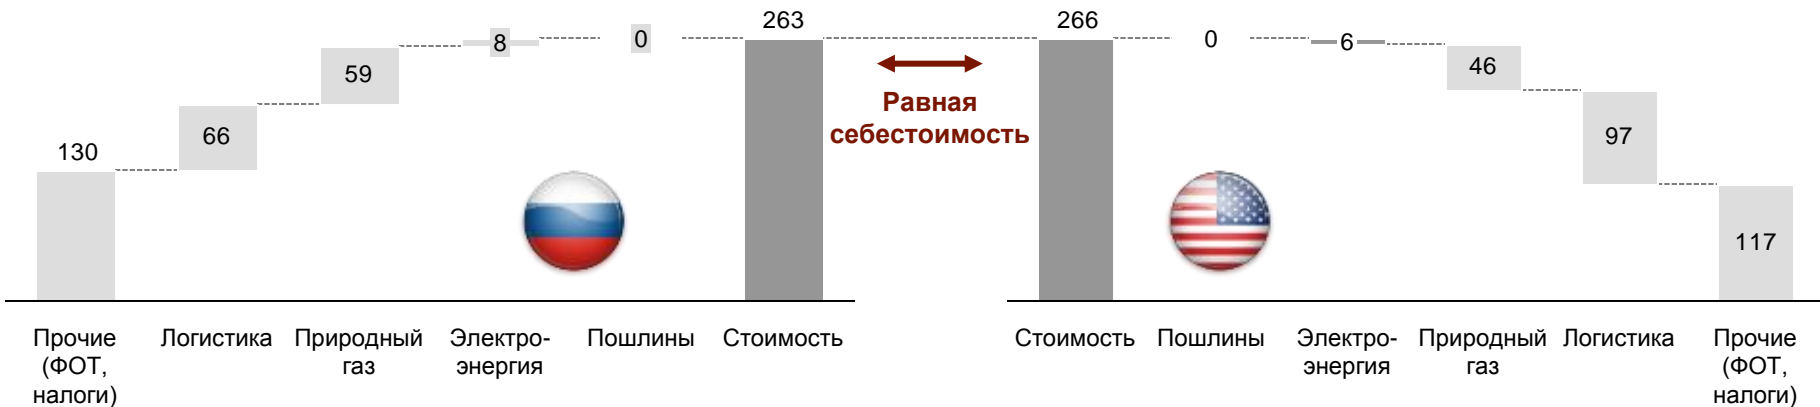 263
266
8
0
0
6
59
46
Равная
себестоимость
66
97
130
117
Прочие
(ФОТ,
налоги)
Логистика
Природный
газ
Электро-
энергия
Пошлины
Стоимость
Стоимость
Пошлины
Электро-
энергия
Природный
газ
Логистика
Прочие
(ФОТ,
налоги)